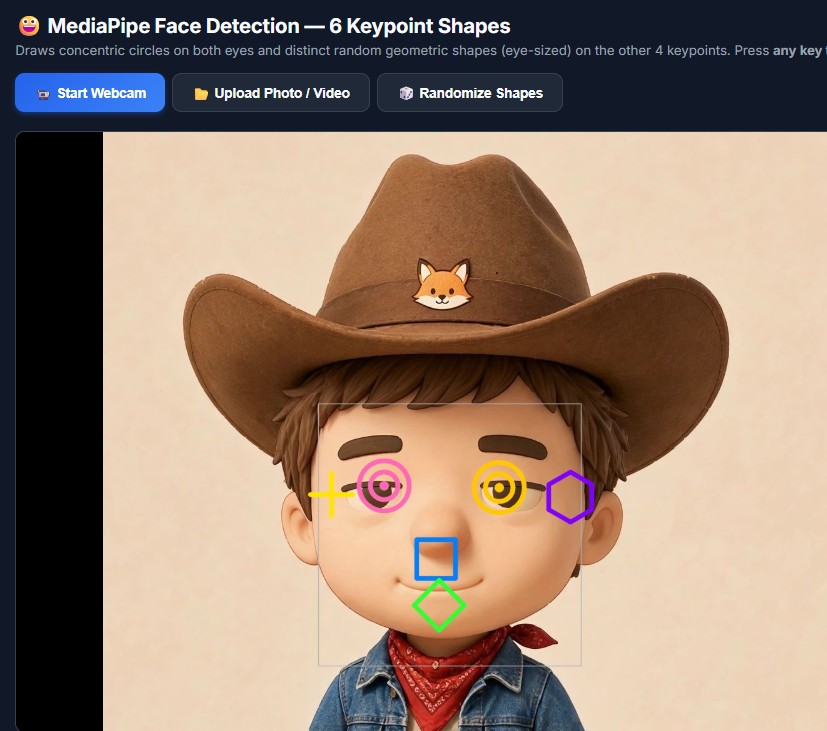 MediaPipe Face Detection — 6 Keypoint Shapes
Draws concentric circles on both eyes and distinct random geometric shapes (eye-sized) on the other 4 keypoints. Press any key
Start Webcam
Upload Photo / Video
Randomize Shapes